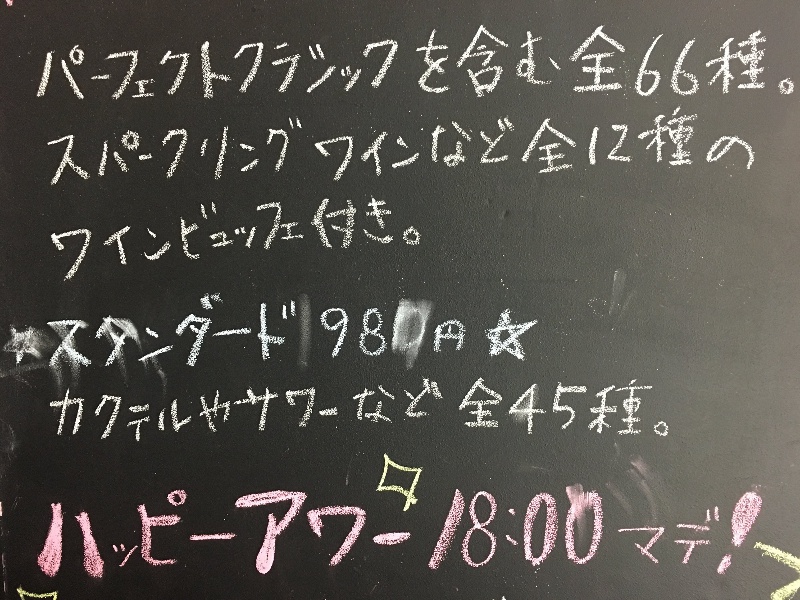 パーフェクトクラシックを含む全66種。
スパークリングワインなど全12種の
ワインビュッフェ付き。
☆スタンダード 980円☆
カクテルやサワーなど全45種。
ハッピーアワー18:00マデ!